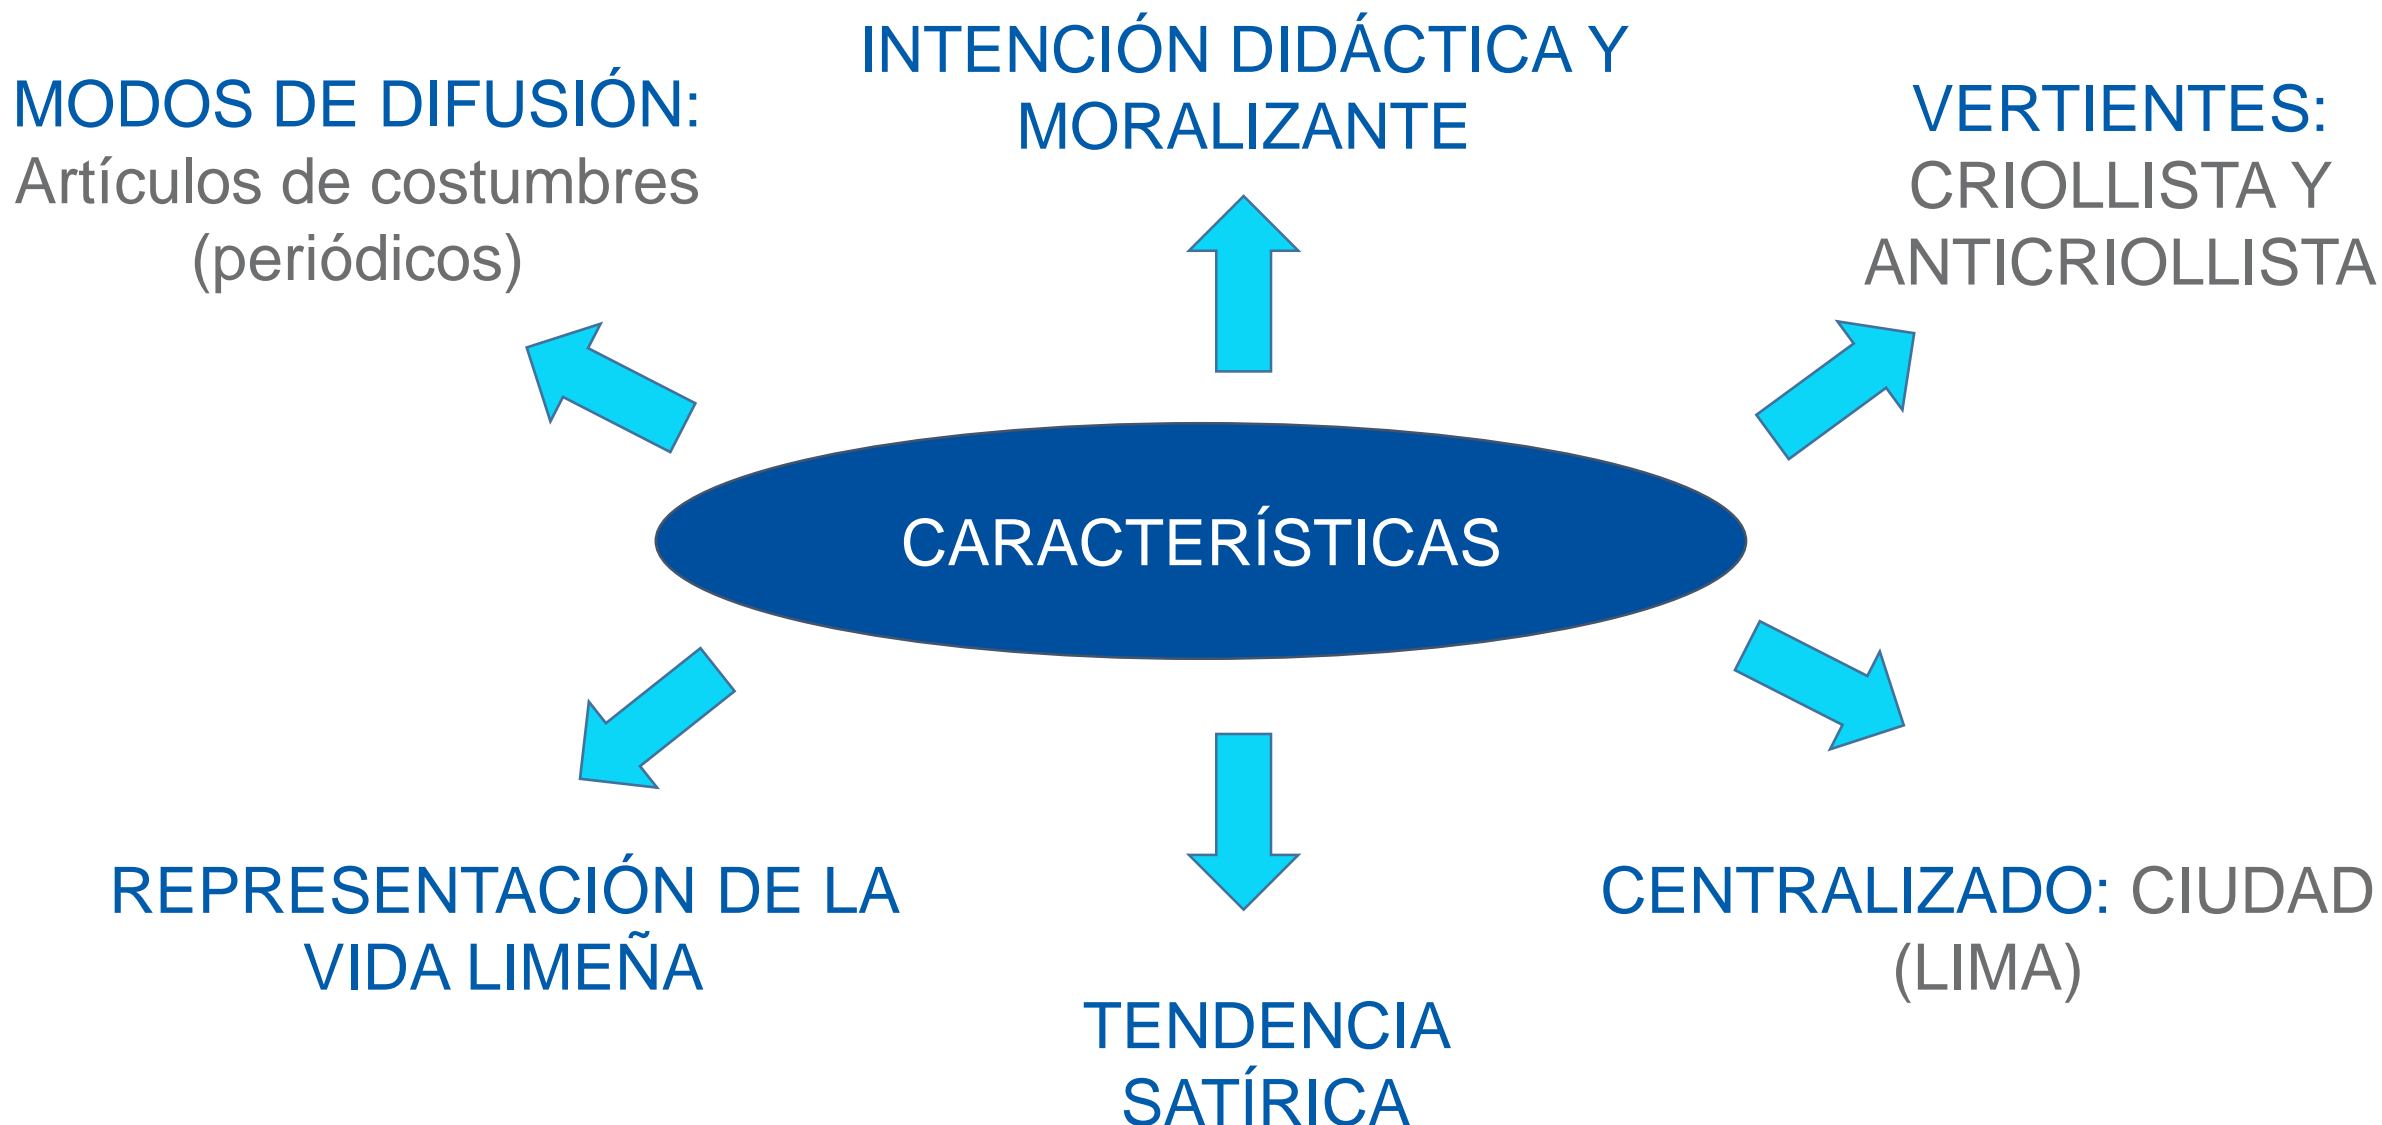 MODOS DE DIFUSIÓN:
Artículos de costumbres
(periódicos)
INTENCIÓN DIDÁCTICA Y
MORALIZANTE
VERTIENTES:
CRIOLLISTA Y
ANTICRIOLLISTA
CARACTERÍSTICAS
REPRESENTACIÓN DE LA
VIDA LIMEÑA
TENDENCIA
SATÍRICA
CENTRALIZADO: CIUDAD
(LIMA)